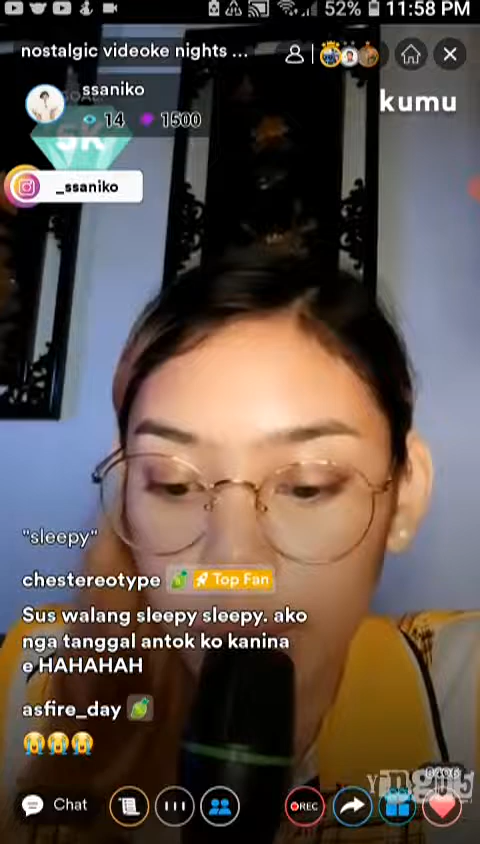 52% 11:58 PM
nostalgic videoke nights ...
ssaniko
14 1500
kumu
5K
_ssaniko
"sleepy"
chestereotype Top Fan
Sus walang sleepy sleepy. ako
nga tanggal antok ko kanina
e HAHAHAH
asfire_day
Chat
REC